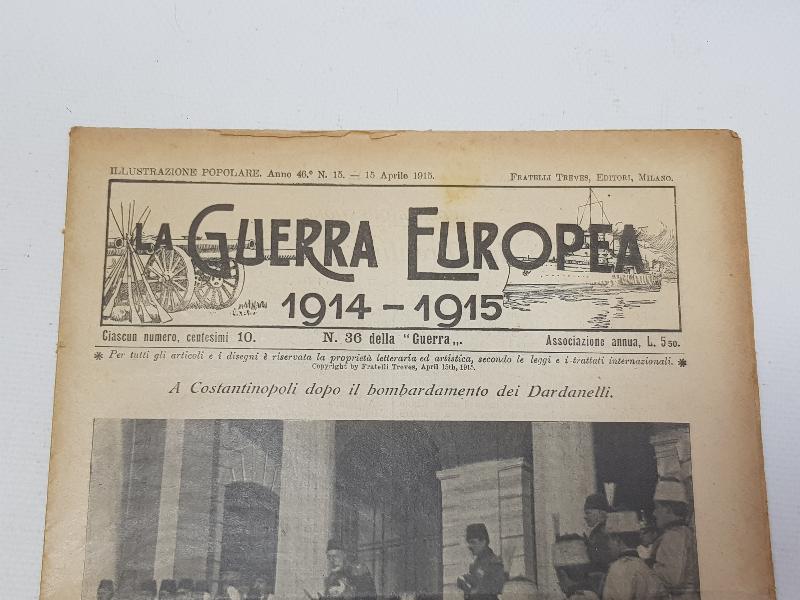 ILLUSTRAZIONE POPOLARE. Anno 46.° N. 15. — 15 Aprile 1915. FRATELLI TREVES, EDITORI, MILANO.
LA GUERRA EUROPEA
1914 - 1915
Ciascun numero, centesimi 10. N. 36 della "Guerra„. Associazione annua, L. 5 50.
* Per tutti gli articoli e i disegni è riservata la proprietà letteraria ed artistica, secondo le leggi e i trattati internazionali. *
Copyright by Fratelli Treves, April 15th, 1915.
A Costantinopoli dopo il bombardamento dei Dardanelli.